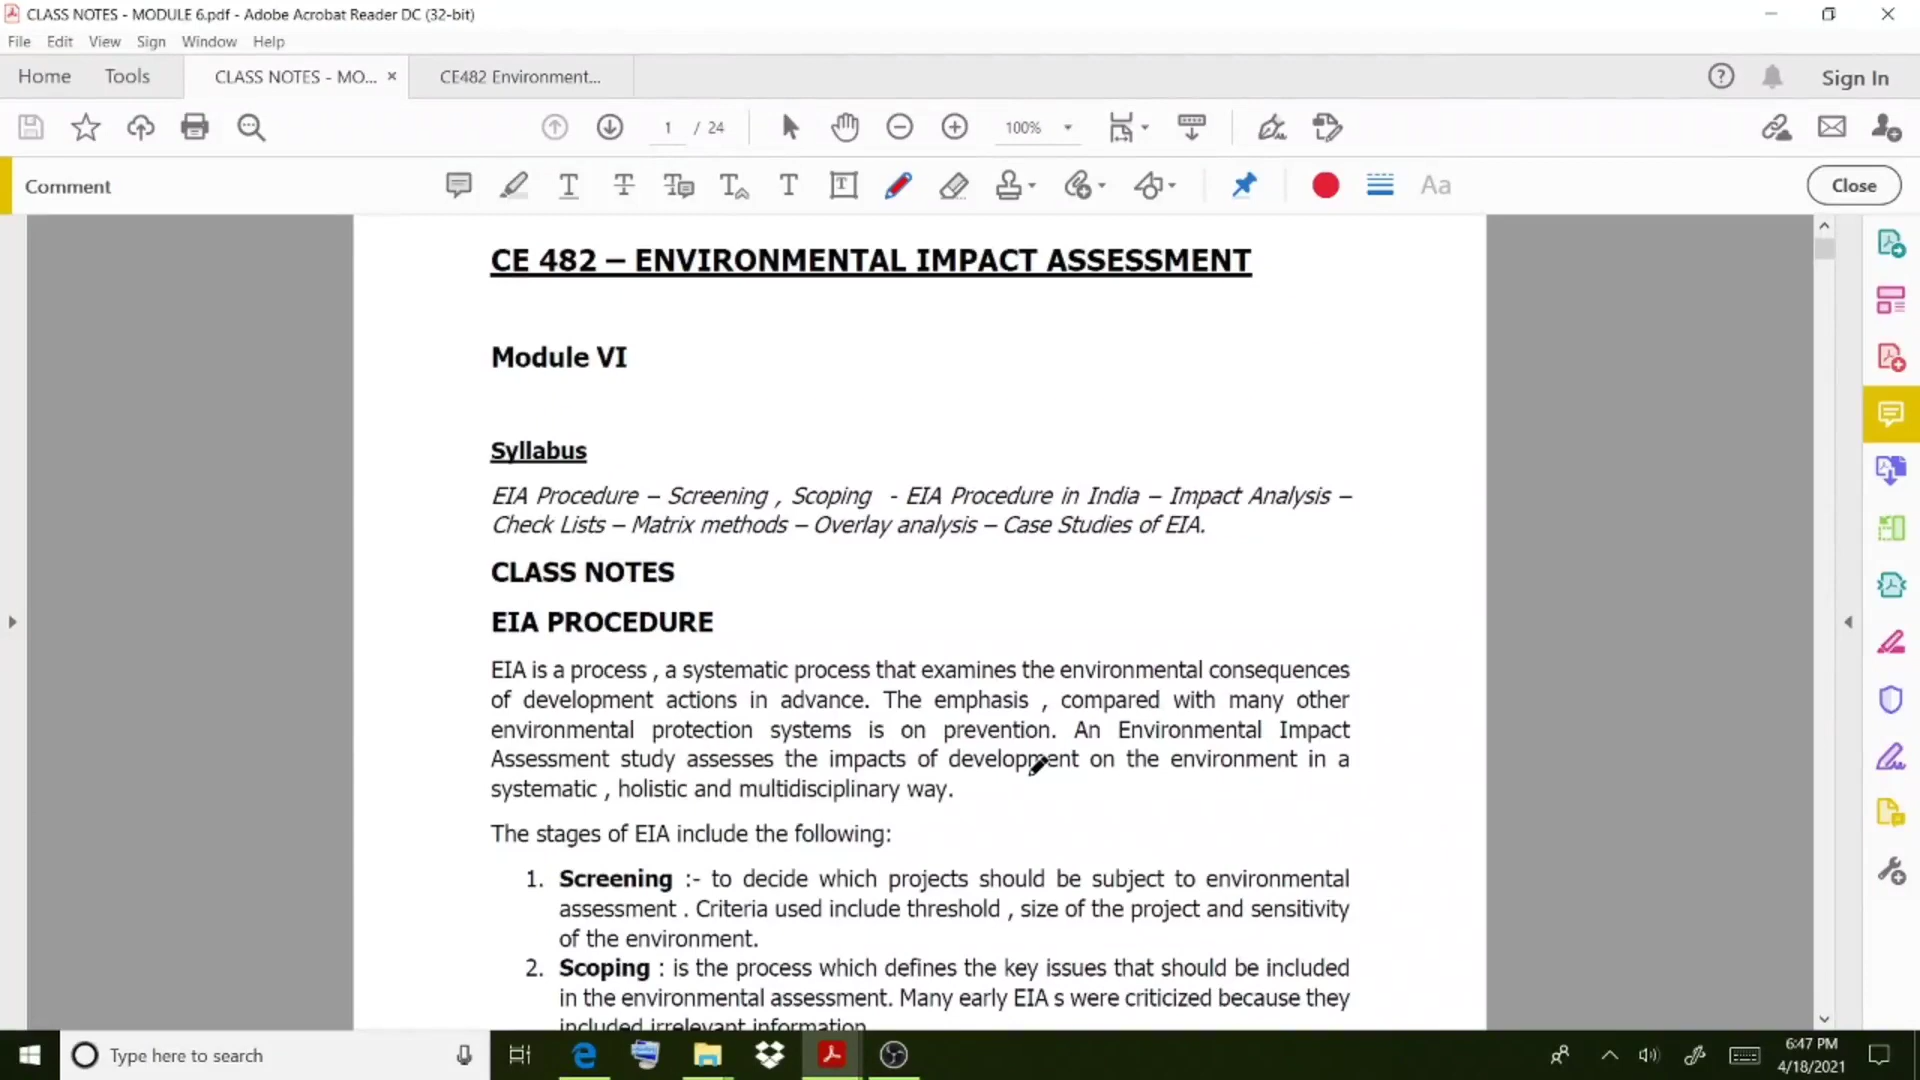 CLASS NOTES - MODULE 6.pdf - Adobe Acrobat Reader DC (32-bit)
File Edit View Sign Window Help
Home Tools CLASS NOTES - MO... × CE482 Environment... Sign In
1 / 24 100%
Comment Close
CE 482 – ENVIRONMENTAL IMPACT ASSESSMENT
Module VI
Syllabus
EIA Procedure – Screening , Scoping - EIA Procedure in India – Impact Analysis –
Check Lists – Matrix methods – Overlay analysis – Case Studies of EIA.
CLASS NOTES
EIA PROCEDURE
EIA is a process , a systematic process that examines the environmental consequences
of development actions in advance. The emphasis , compared with many other
environmental protection systems is on prevention. An Environmental Impact
Assessment study assesses the impacts of development on the environment in a
systematic , holistic and multidisciplinary way.
The stages of EIA include the following:
1. Screening :- to decide which projects should be subject to environmental
assessment . Criteria used include threshold , size of the project and sensitivity
of the environment.
2. Scoping : is the process which defines the key issues that should be included
in the environmental assessment. Many early EIA s were criticized because they
included irrelevant information
Type here to search
6:47 PM
4/18/2021